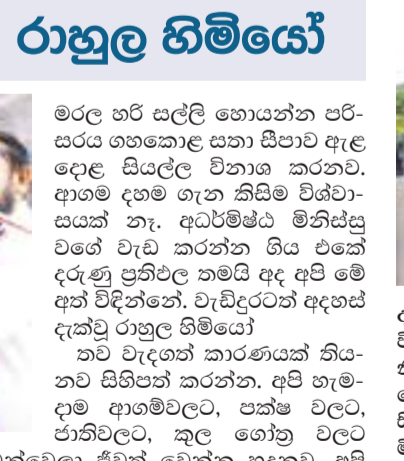 රාහුල හිමියෝ
මරල හරි සල්ලි හොයන්න පරි-
සරය ගහකොළ සතා සීපාව ඇළ
දොළ සියල්ල විනාශ කරනව.
ආගම දහම ගැන කිසිම විශ්වා-
සයක් නෑ. අධර්මිෂ්ඨ මිනිස්සු
වගේ වැඩ කරන්න ගිය එකේ
දරුණු ප්‍රතිඵල තමයි අද අපි මේ
අත් විඳින්නේ. වැඩිදුරටත් අදහස්
දැක්වූ රාහුල හිමියෝ
තව වැදගත් කාරණයක් තිය-
නව සිහිපත් කරන්න. අපි හැම-
දාම ආගම්වලට, පක්ෂ වලට,
ජාතිවලට, කුල ගෝත්‍ර වලට